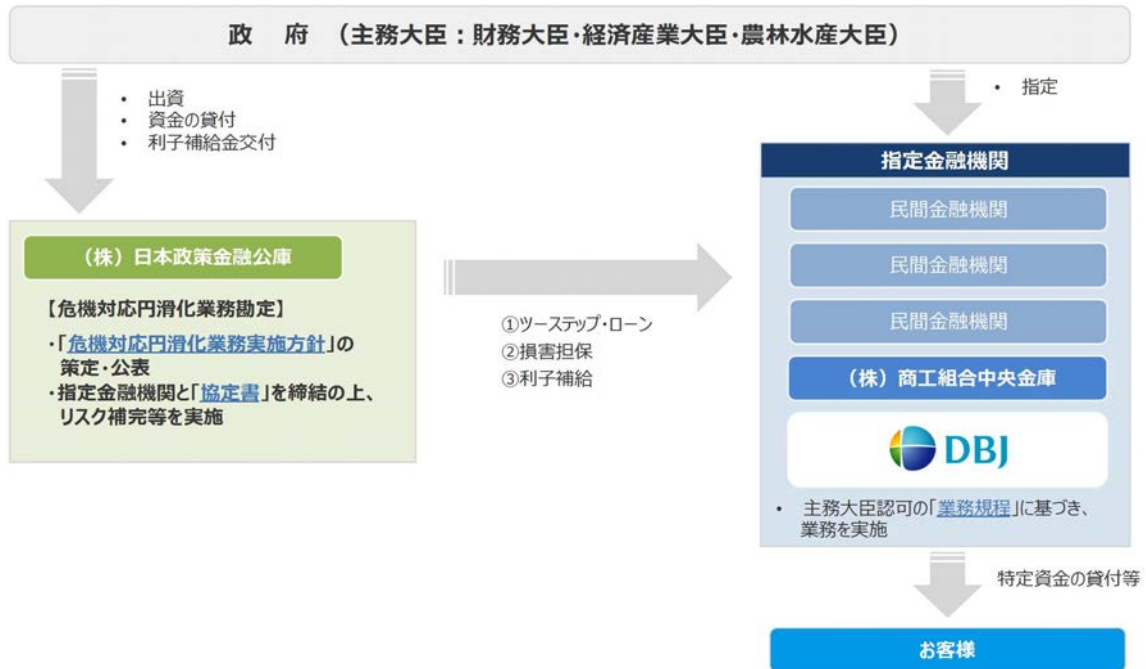 政　府　（主務大臣：財務大臣・経済産業大臣・農林水産大臣）
• 出資
• 資金の貸付
• 利子補給金交付
• 指定
（株）日本政策金融公庫
【危機対応円滑化業務勘定】
・「危機対応円滑化業務実施方針」の
策定・公表
・指定金融機関と「協定書」を締結の上、
リスク補完等を実施
①ツーステップ・ローン
②損害担保
③利子補給
指定金融機関
民間金融機関
民間金融機関
民間金融機関
（株）商工組合中央金庫
DBJ
• 主務大臣認可の「業務規程」に基づき、
業務を実施
特定資金の貸付等
お客様